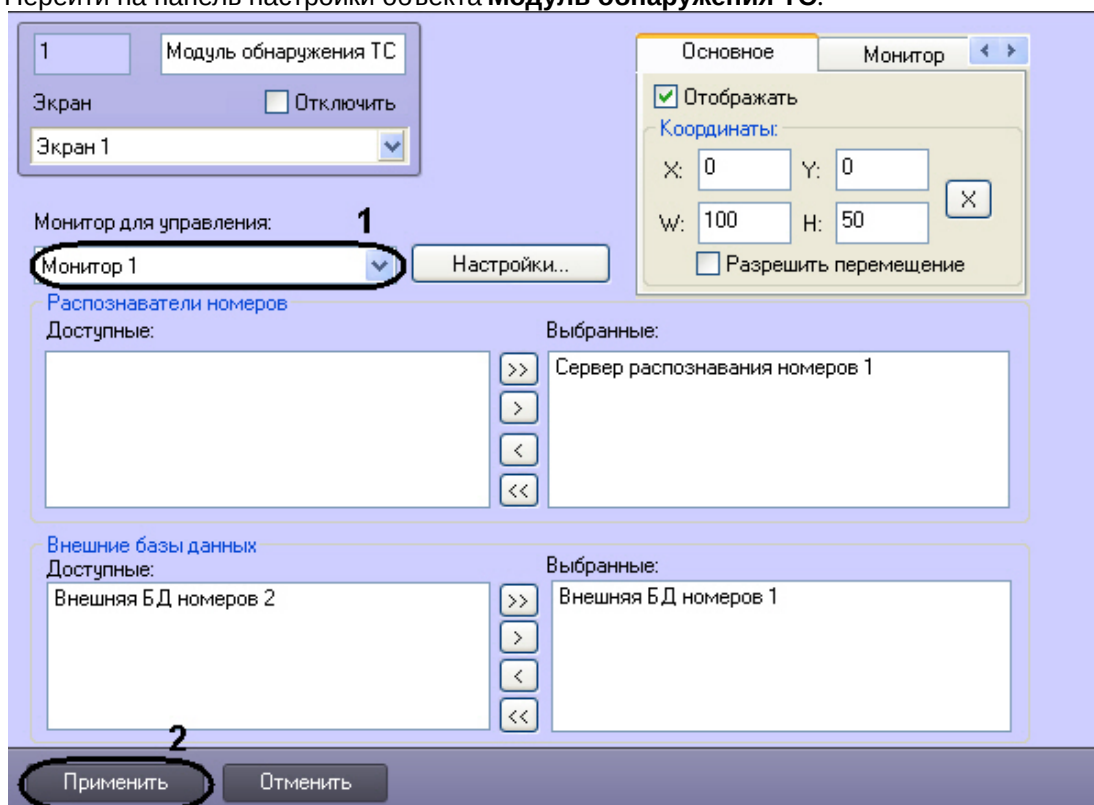 Перейти на панель настройки объекта Модуль обнаружения ТС.
1 Модуль обнаружения ТС
Экран Отключить
Экран 1
Основное Монитор
Отображать
Координаты:
X: 0 Y: 0
X
W: 100 H: 50
Разрешить перемещение
Монитор для управления: 1
Монитор 1 Настройки...
Распознаватели номеров
Доступные: Выбранные:
Сервер распознавания номеров 1
>>
>
<
<<
Внешние базы данных
Доступные: Выбранные:
Внешняя БД номеров 2 >> Внешняя БД номеров 1
>
<
<<
2
Применить Отменить